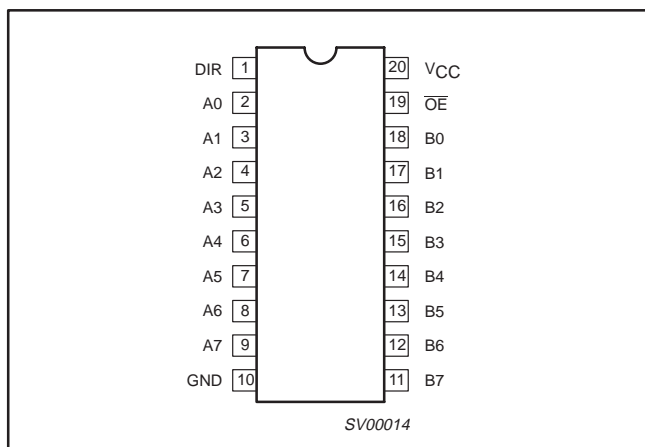 DIR 1 20 VCC
A0 2 19 O̅E̅
A1 3 18 B0
A2 4 17 B1
A3 5 16 B2
A4 6 15 B3
A5 7 14 B4
A6 8 13 B5
A7 9 12 B6
GND 10 11 B7
SV00014